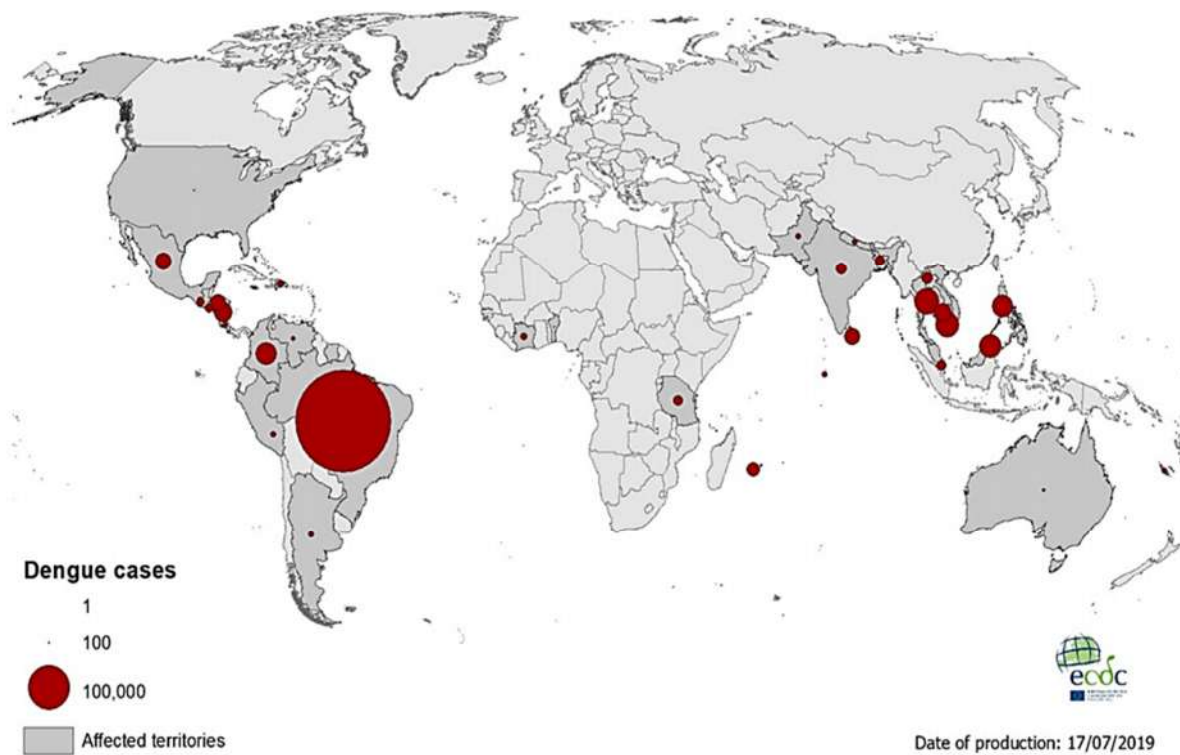 Dengue cases
1
100
100,000
Affected territories
ecdc
Date of production: 17/07/2019